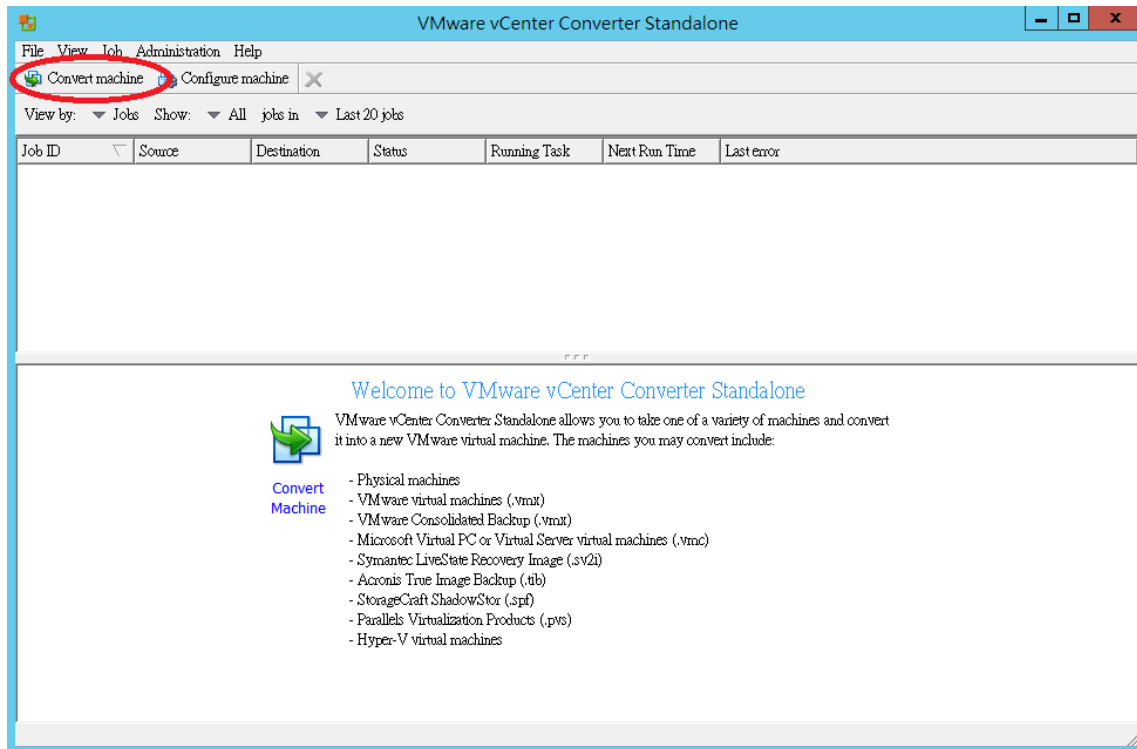 VMware vCenter Converter Standalone
File View Job Administration Help
Convert machine Configure machine
View by: Jobs Show: All jobs in Last 20 jobs
Job ID Source Destination Status Running Task Next Run Time Last error
Welcome to VMware vCenter Converter Standalone
VMware vCenter Converter Standalone allows you to take one of a variety of machines and convert
it into a new VMware virtual machine. The machines you may convert include:
Convert
Machine
- Physical machines
- VMware virtual machines (.vmx)
- VMware Consolidated Backup (.vmx)
- Microsoft Virtual PC or Virtual Server virtual machines (.vmc)
- Symantec LiveState Recovery Image (.sv2i)
- Acronis True Image Backup (.tib)
- StorageCraft ShadowStor (.spf)
- Parallels Virtualization Products (.pvs)
- Hyper-V virtual machines